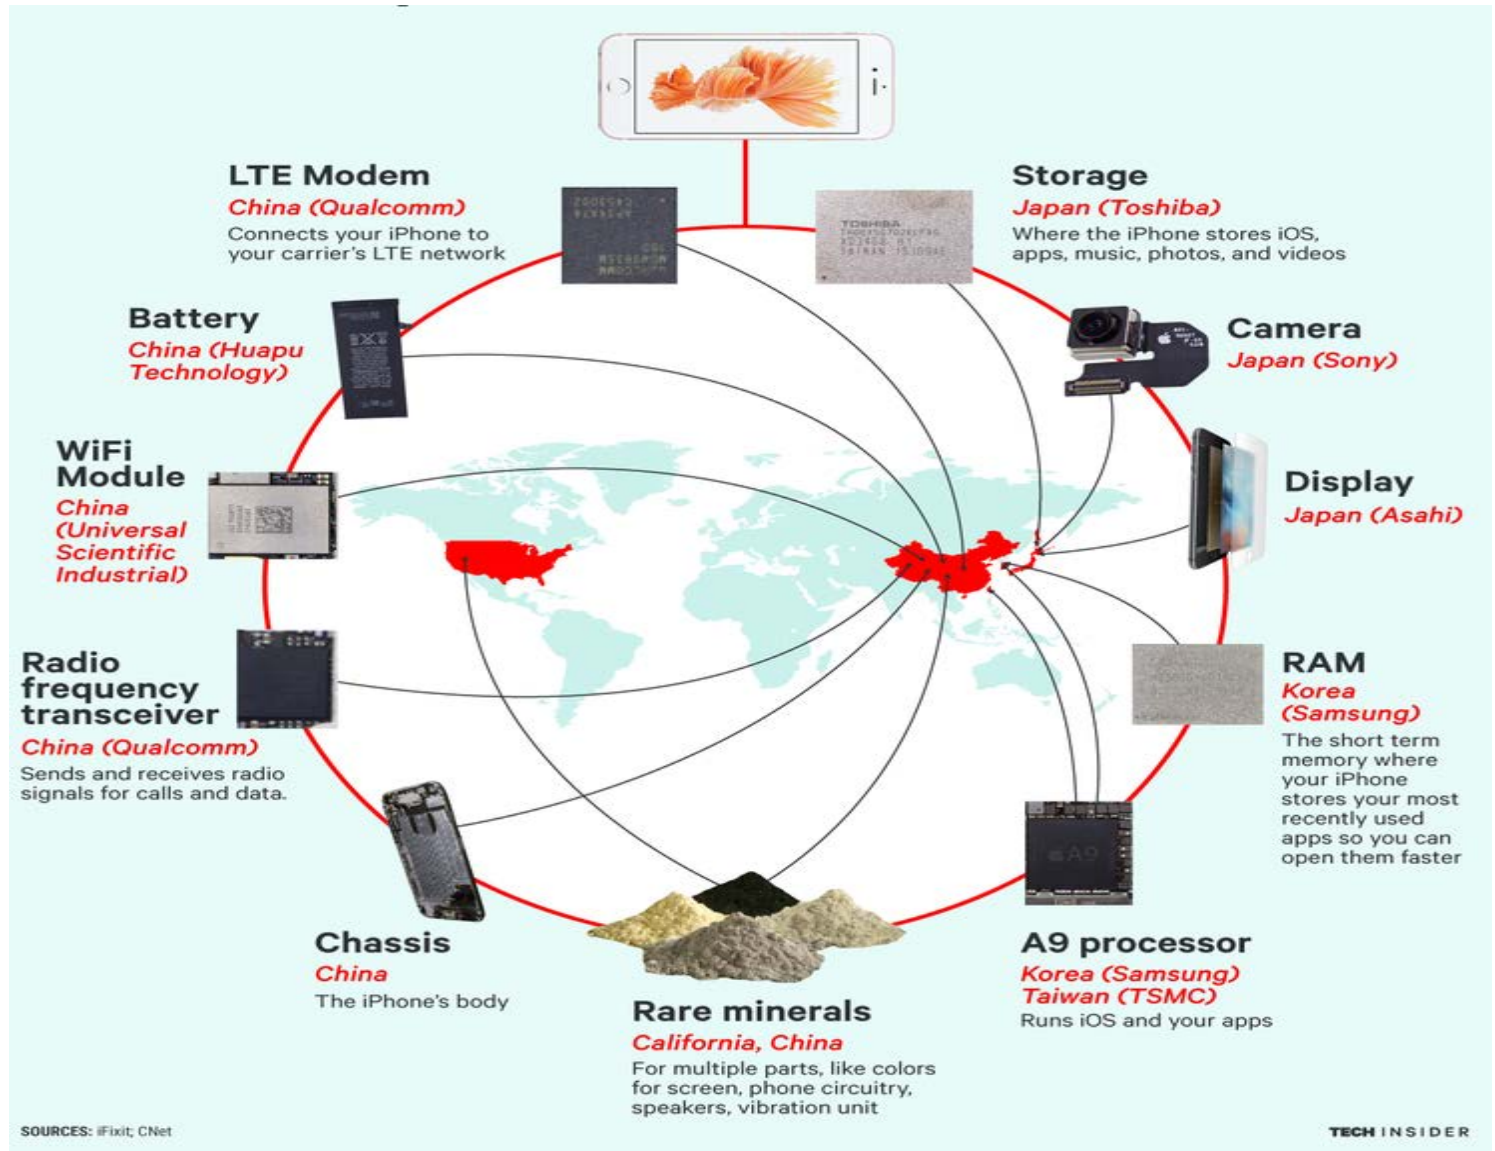 LTE Modem
China (Qualcomm)
Connects your iPhone to
your carrier's LTE network
Storage
Japan (Toshiba)
Where the iPhone stores iOS,
apps, music, photos, and videos
TOSHIBA
Battery
China (Huapu
Technology)
Camera
Japan (Sony)
WiFi
Module
China
(Universal
Scientific
Industrial)
Display
Japan (Asahi)
Radio
frequency
transceiver
China (Qualcomm)
Sends and receives radio
signals for calls and data.
RAM
Korea
(Samsung)
The short term
memory where
your iPhone
stores your most
recently used
apps so you can
open them faster
A9
Chassis
China
The iPhone's body
Rare minerals
California, China
For multiple parts, like colors
for screen, phone circuitry,
speakers, vibration unit
A9 processor
Korea (Samsung)
Taiwan (TSMC)
Runs iOS and your apps
SOURCES: iFixit; CNet
TECH INSIDER